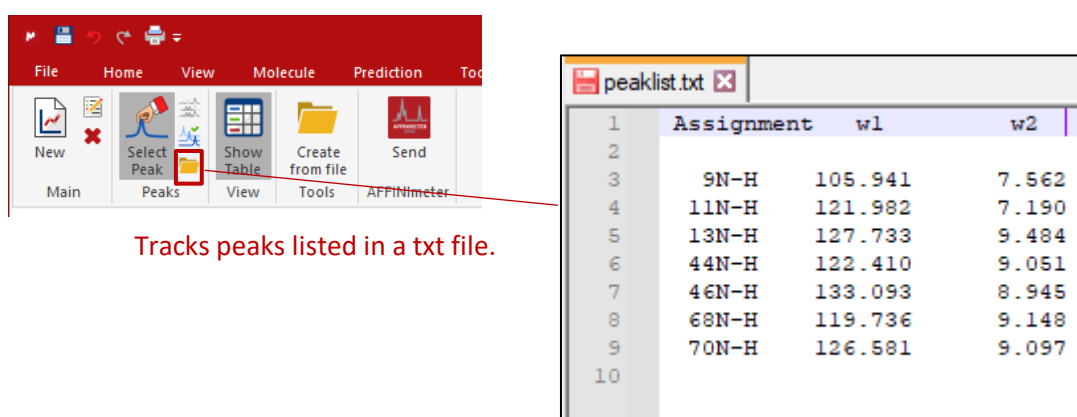 File Home View Molecule Prediction Too
New
Select Peak
Show Table
Create from file
AFFINIMETER
Send
Main Peaks View Tools AFFINImeter
Tracks peaks listed in a txt file.
peaklist.txt
1 Assignment w1 w2
2
3 9N-H 105.941 7.562
4 11N-H 121.982 7.190
5 13N-H 127.733 9.484
6 44N-H 122.410 9.051
7 46N-H 133.093 8.945
8 68N-H 119.736 9.148
9 70N-H 126.581 9.097
10